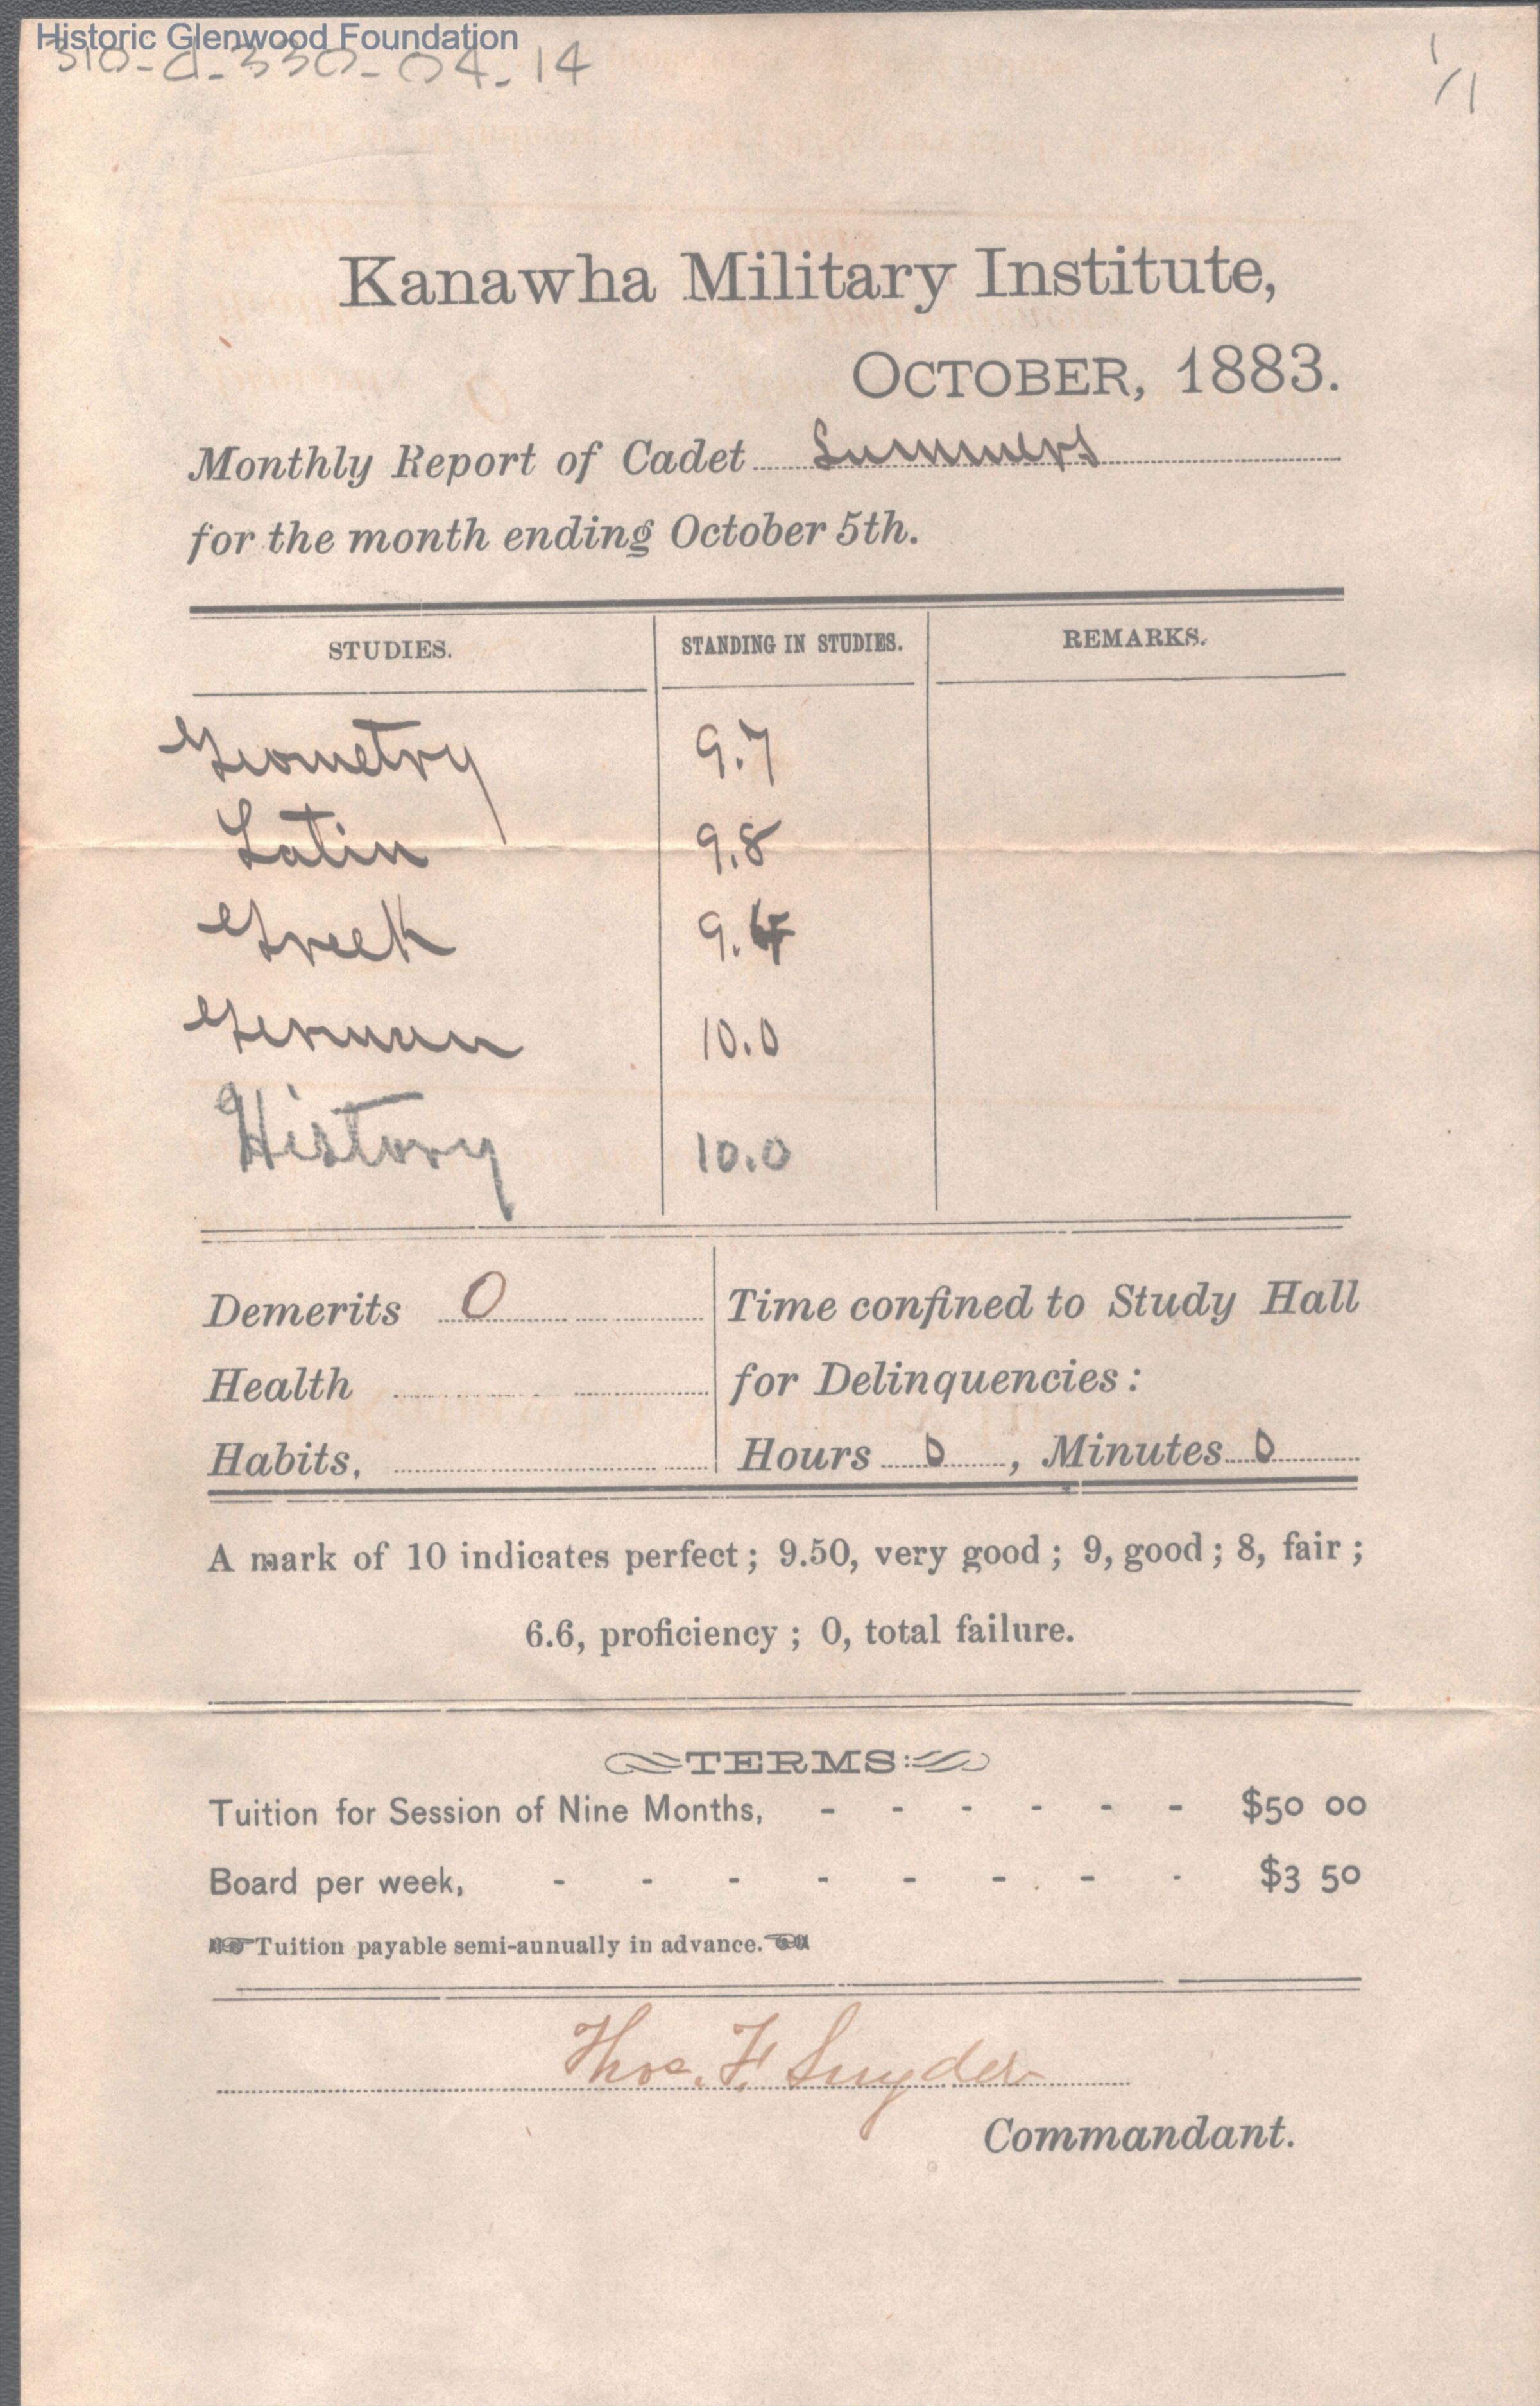 Historic Glenwood Foundation
310-a-330-04-14
1/1
Kanawha Military Institute,
OCTOBER, 1883.
Monthly Report of Cadet Summers
for the month ending October 5th.
STUDIES. STANDING IN STUDIES. REMARKS.
Geometry 9.7
Latin 9.8
Greek 9.4
German 10.0
History 10.0
Demerits 0 Time confined to Study Hall
Health for Delinquencies:
Habits, Hours 0, Minutes 0
A mark of 10 indicates perfect; 9.50, very good; 9, good; 8, fair;
6.6, proficiency; 0, total failure.
TERMS:
Tuition for Session of Nine Months, - - - - - - $50 00
Board per week, - - - - - - - - $3 50
Tuition payable semi-annually in advance.
Thos. F. Snyder
Commandant.